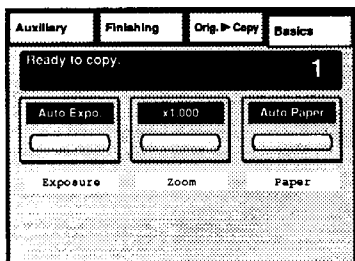 Auxiliary Finishing Orig.▶Copy Basics
Ready to copy.
1
Auto Expo. x1.000 Auto Paper
Exposure Zoom Paper